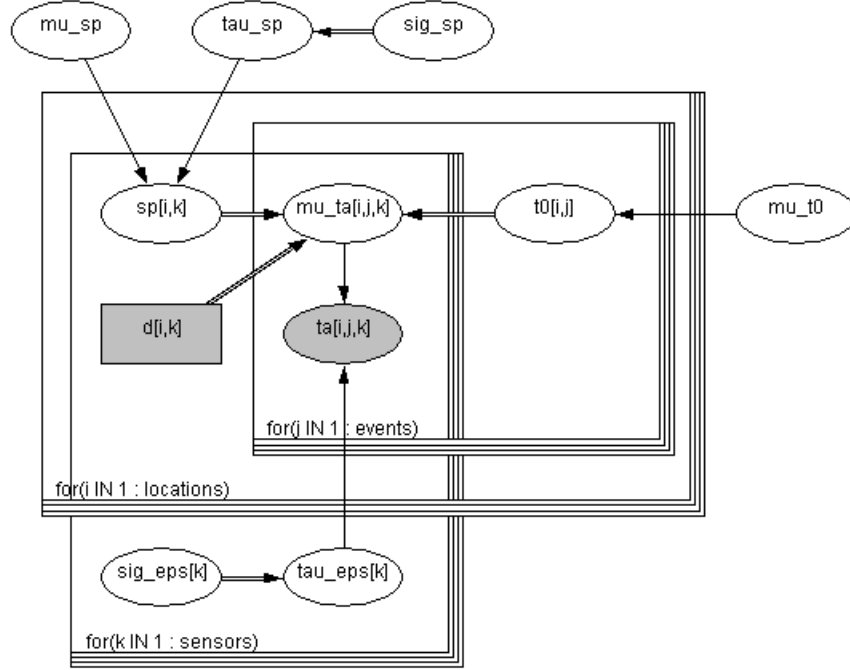 mu_sp
tau_sp
sig_sp
sp[i,k]
mu_ta[i,j,k]
t0[i,j]
mu_t0
d[i,k]
ta[i,j,k]
for(j IN 1 : events)
for(i IN 1 : locations)
sig_eps[k]
tau_eps[k]
for(k IN 1 : sensors)